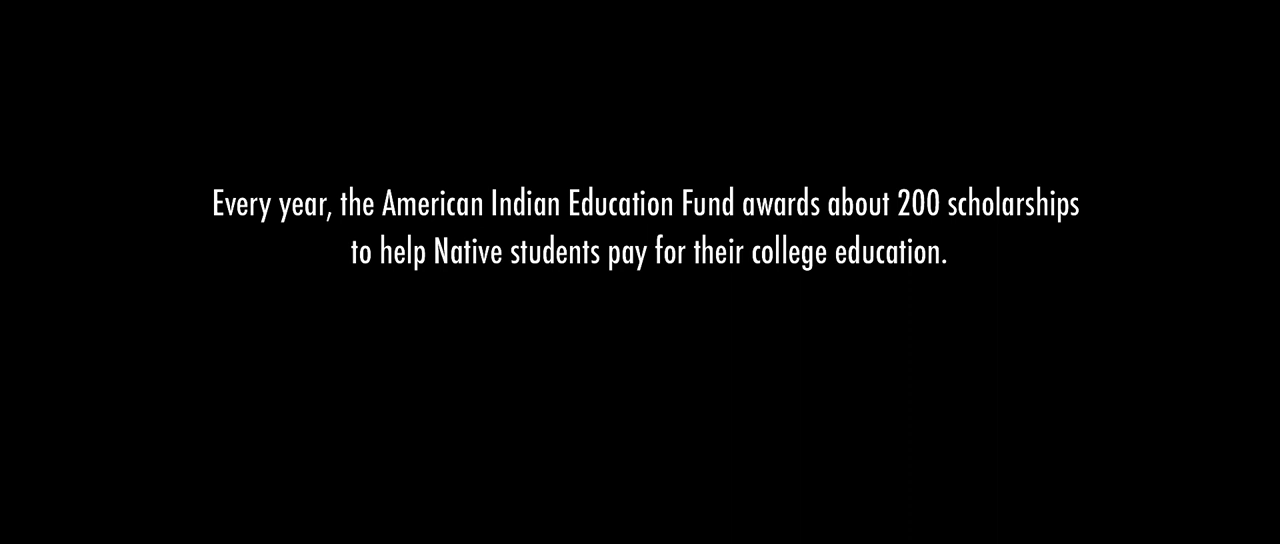 Every year, the American Indian Education Fund awards about 200 scholarships
to help Native students pay for their college education.